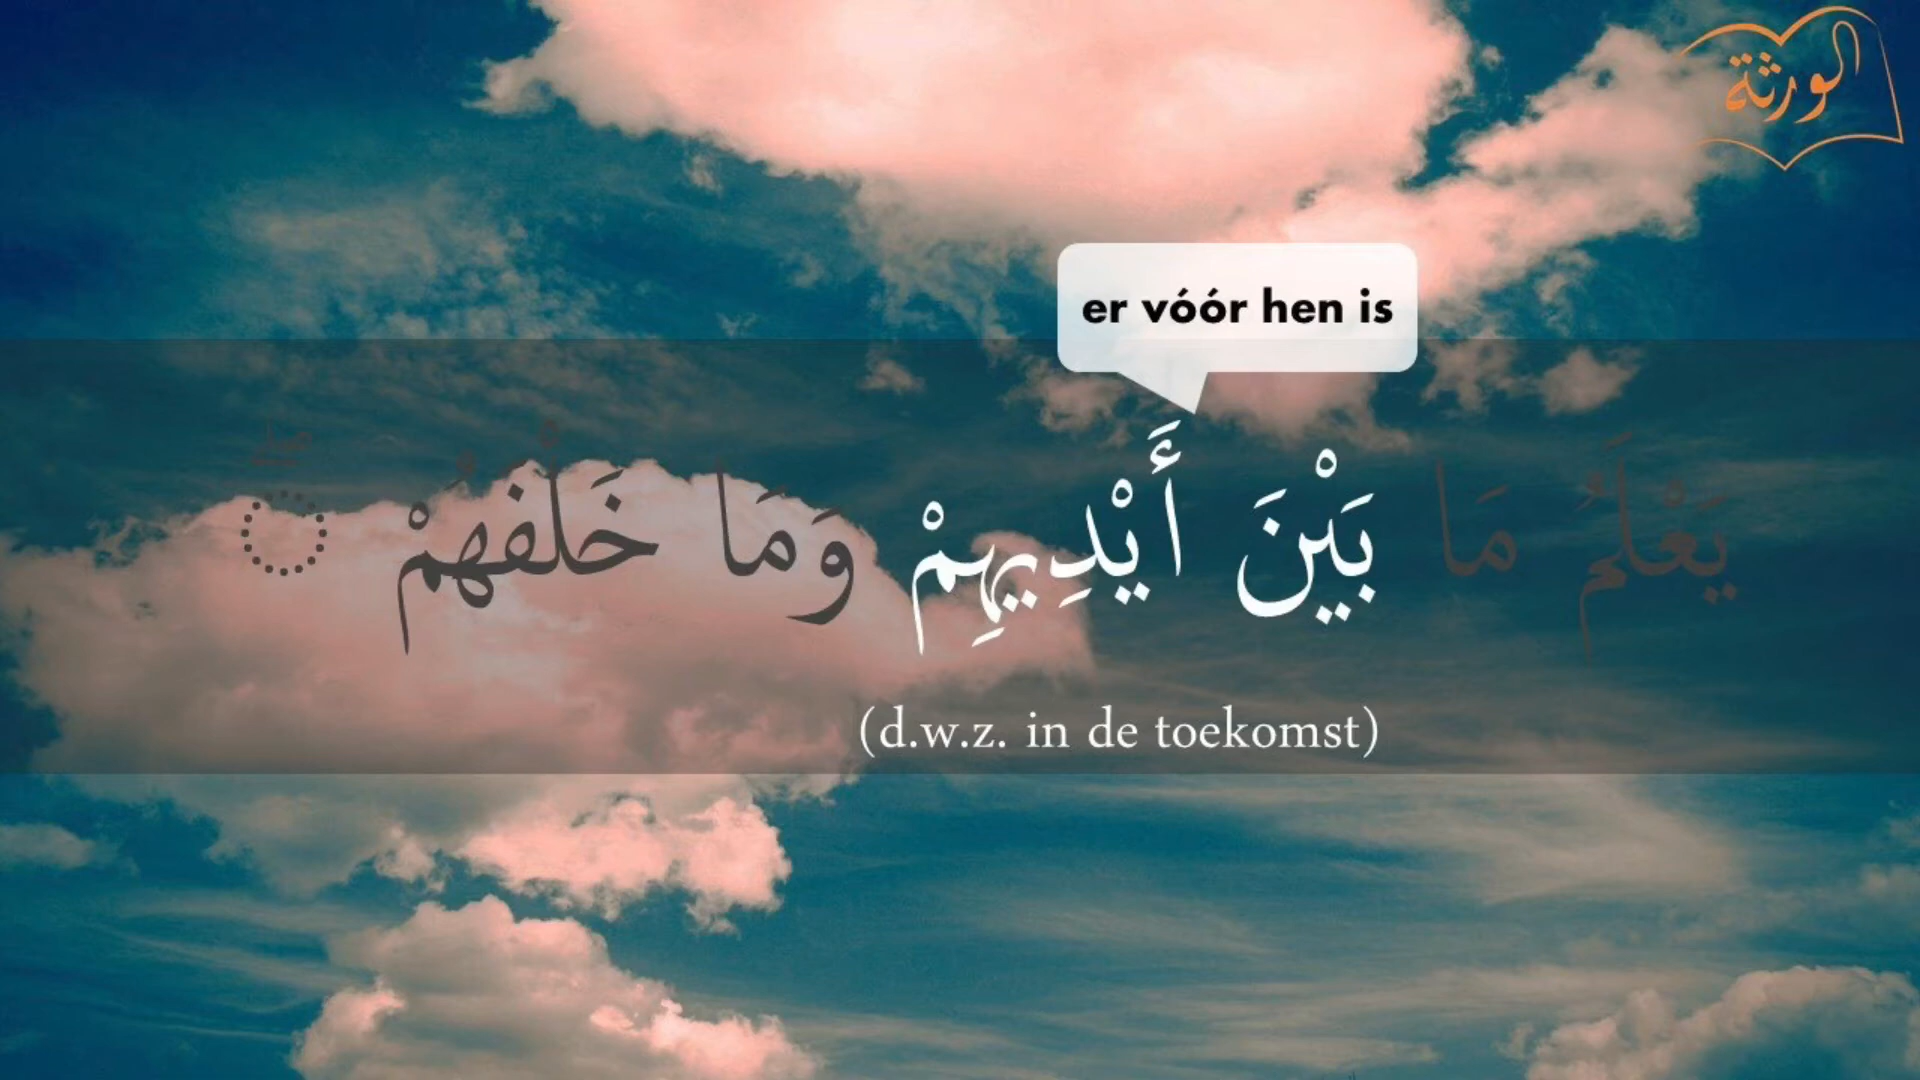 الورثة
er vóór hen is
يَعْلَمُ مَا بَيْنَ أَيْدِيهِمْ وَمَا خَلْفَهُمْ ۖ
(d.w.z. in de toekomst)